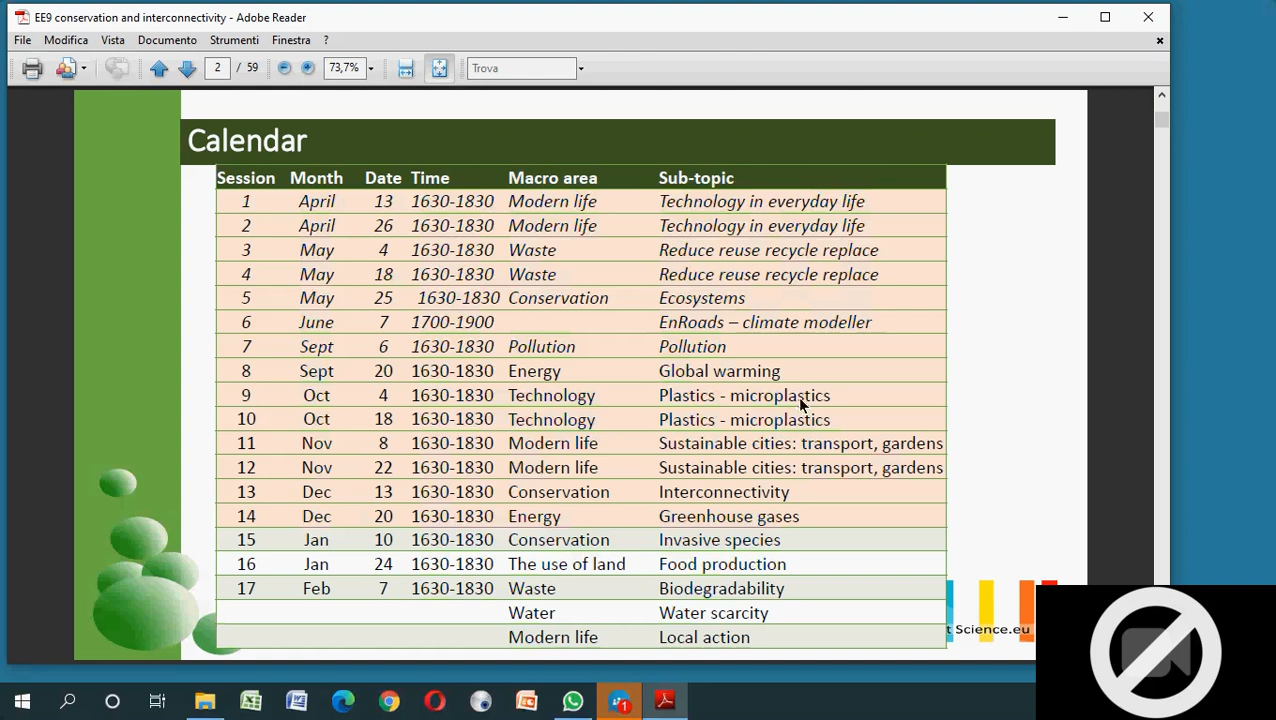 EE9 conservation and interconnectivity - Adobe Reader
File Modifica Vista Documento Strumenti Finestra ?
2 / 59 73,7% Trova
Calendar
Session Month Date Time Macro area Sub-topic
1 April 13 1630-1830 Modern life Technology in everyday life
2 April 26 1630-1830 Modern life Technology in everyday life
3 May 4 1630-1830 Waste Reduce reuse recycle replace
4 May 18 1630-1830 Waste Reduce reuse recycle replace
5 May 25 1630-1830 Conservation Ecosystems
6 June 7 1700-1900 EnRoads – climate modeller
7 Sept 6 1630-1830 Pollution Pollution
8 Sept 20 1630-1830 Energy Global warming
9 Oct 4 1630-1830 Technology Plastics - microplastics
10 Oct 18 1630-1830 Technology Plastics - microplastics
11 Nov 8 1630-1830 Modern life Sustainable cities: transport, gardens
12 Nov 22 1630-1830 Modern life Sustainable cities: transport, gardens
13 Dec 13 1630-1830 Conservation Interconnectivity
14 Dec 20 1630-1830 Energy Greenhouse gases
15 Jan 10 1630-1830 Conservation Invasive species
16 Jan 24 1630-1830 The use of land Food production
17 Feb 7 1630-1830 Waste Biodegradability
Water Water scarcity
Modern life Local action
t Science.eu
1